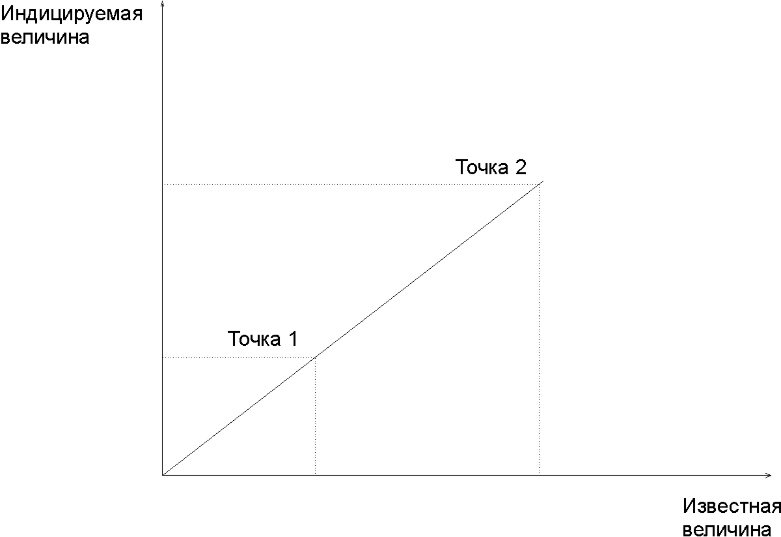 Индицируемая
величина
Точка 2
Точка 1
Известная
величина